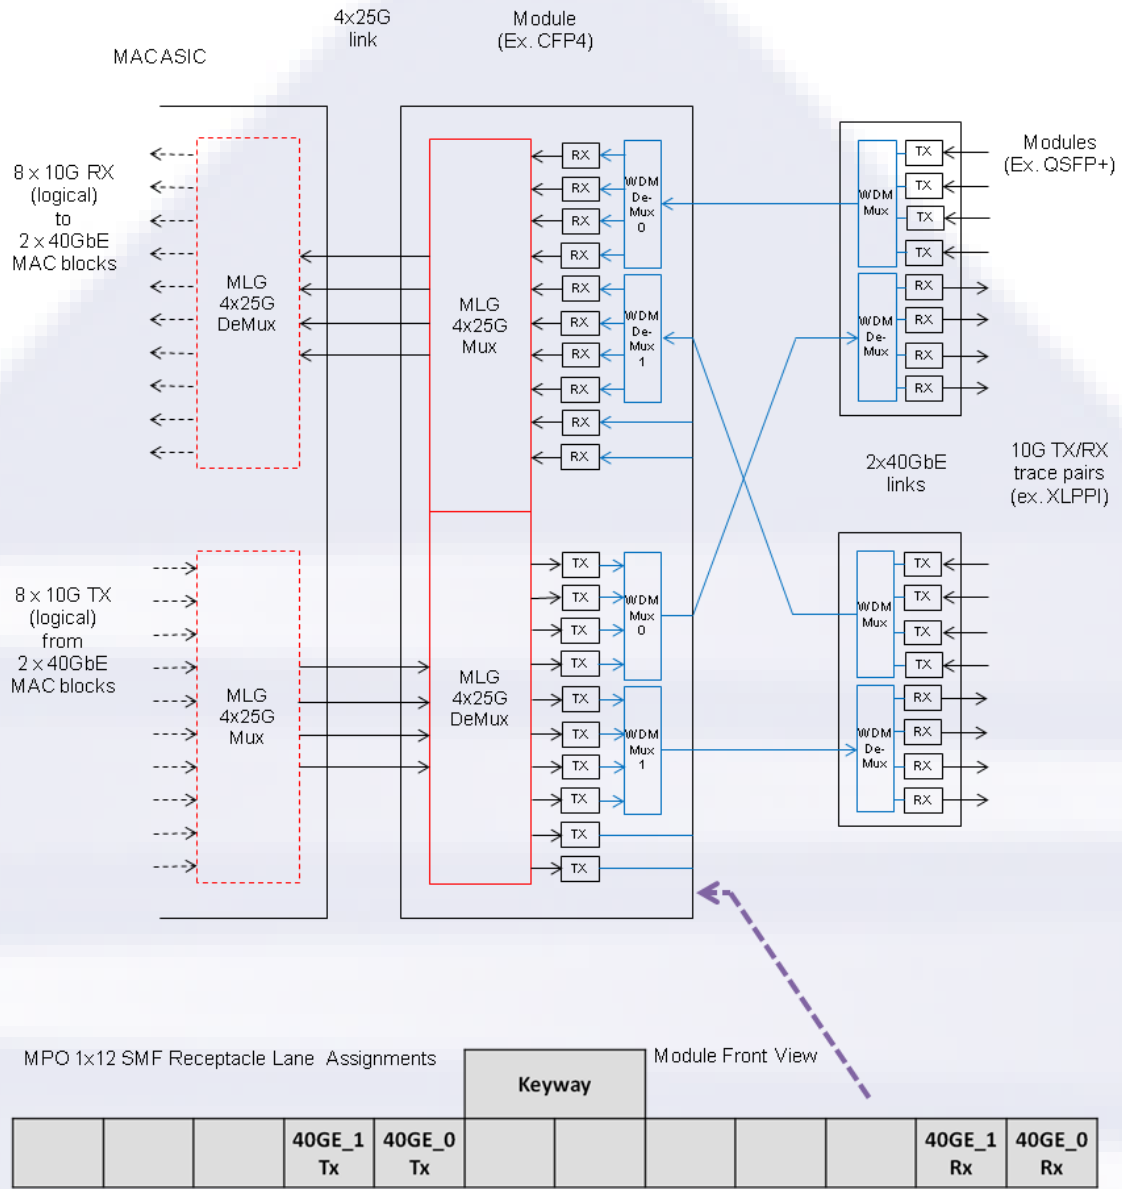 4x25G
link
Module
(Ex. CFP4)
MACASIC
8 x 10G RX
(logical)
to
2 x 40GbE
MAC blocks
MLG
4x25G
DeMux
MLG
4x25G
Mux
RX
RX
RX
RX
RX
RX
RX
RX
RX
RX
WDM
De-
Mux
0
WDM
De-
Mux
1
WDM
Mux
TX
TX
TX
TX
WDM
De-
Mux
RX
RX
RX
RX
Modules
(Ex. QSFP+)
2x40GbE
links
10G TX/RX
trace pairs
(ex. XLPPI)
8 x 10G TX
(logical)
from
2 x 40GbE
MAC blocks
MLG
4x25G
Mux
MLG
4x25G
DeMux
TX
TX
TX
TX
TX
TX
TX
TX
TX
TX
WDM
Mux
0
WDM
Mux
1
WDM
Mux
TX
TX
TX
TX
WDM
De-
Mux
RX
RX
RX
RX
MPO 1x12 SMF Receptacle Lane Assignments
Keyway
Module Front View
40GE_1
Tx
40GE_0
Tx
40GE_1
Rx
40GE_0
Rx